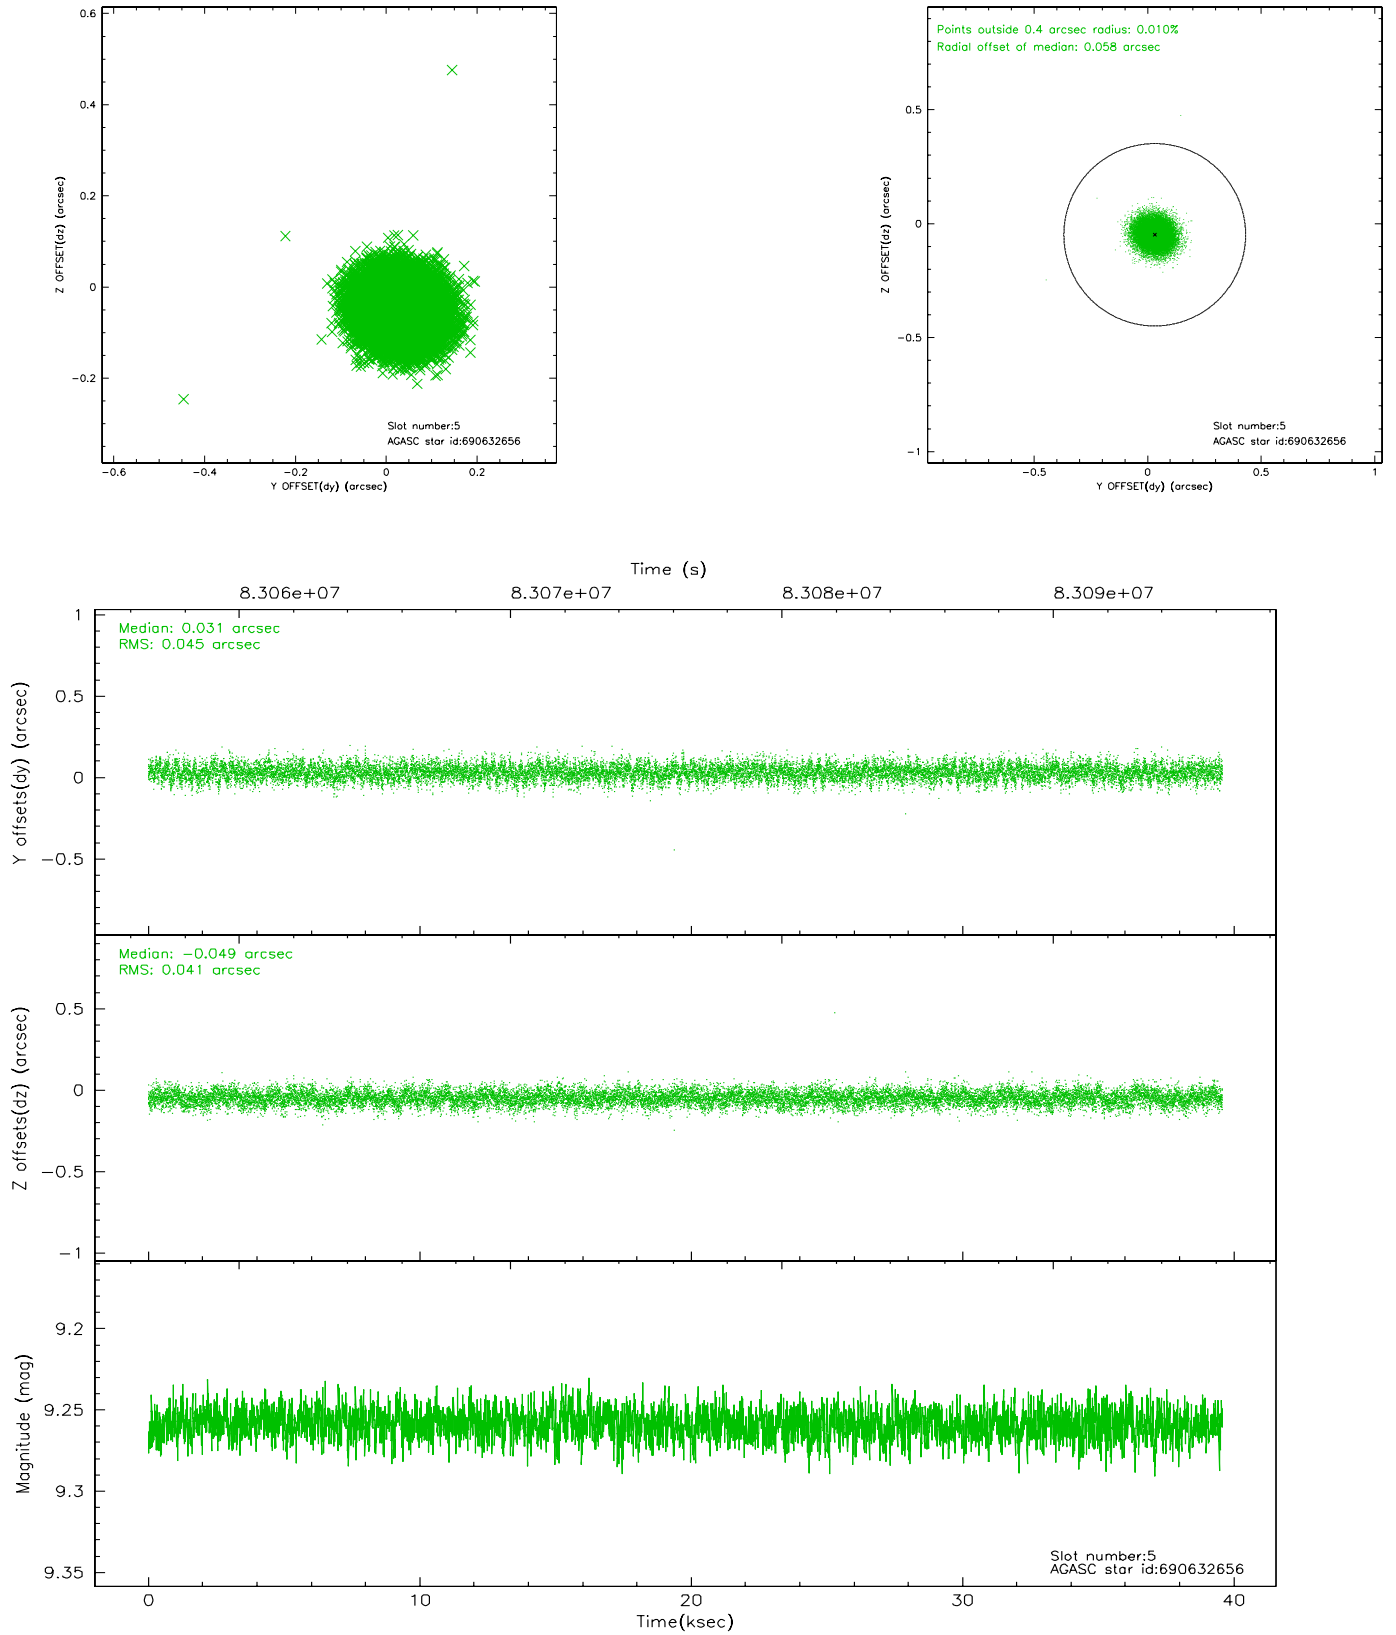 0.6
0.4
0.2
0
−0.2
Z OFFSET(dz) (arcsec)
Slot number:5
AGASC star id:690632656
−0.6 −0.4 −0.2 0 0.2
Y OFFSET(dy) (arcsec)
Points outside 0.4 arcsec radius: 0.010%
Radial offset of median: 0.058 arcsec
0.5
0
−0.5
−1
Z OFFSET(dz) (arcsec)
Slot number:5
AGASC star id:690632656
−0.5 0 0.5 1
Y OFFSET(dy) (arcsec)
Time (s)
8.306e+07 8.307e+07 8.308e+07 8.309e+07
Median: 0.031 arcsec
RMS: 0.045 arcsec
1
0.5
0
−0.5
Y offsets(dy) (arcsec)
Median: −0.049 arcsec
RMS: 0.041 arcsec
0.5
0
−0.5
−1
Z offsets(dz) (arcsec)
9.2
9.25
9.3
9.35
Magnitude (mag)
Slot number:5
AGASC star id:690632656
0 10 20 30 40
Time(ksec)